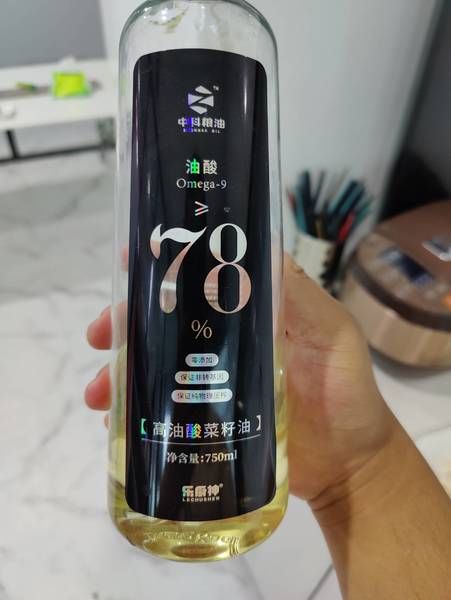 TM
中科粮油
油酸
Omega-9
≥
78
%
零添加
保证非转基因
保证纯物理压榨
【高油酸菜籽油】
净含量:750ml
乐厨神®
LECHUSHEN